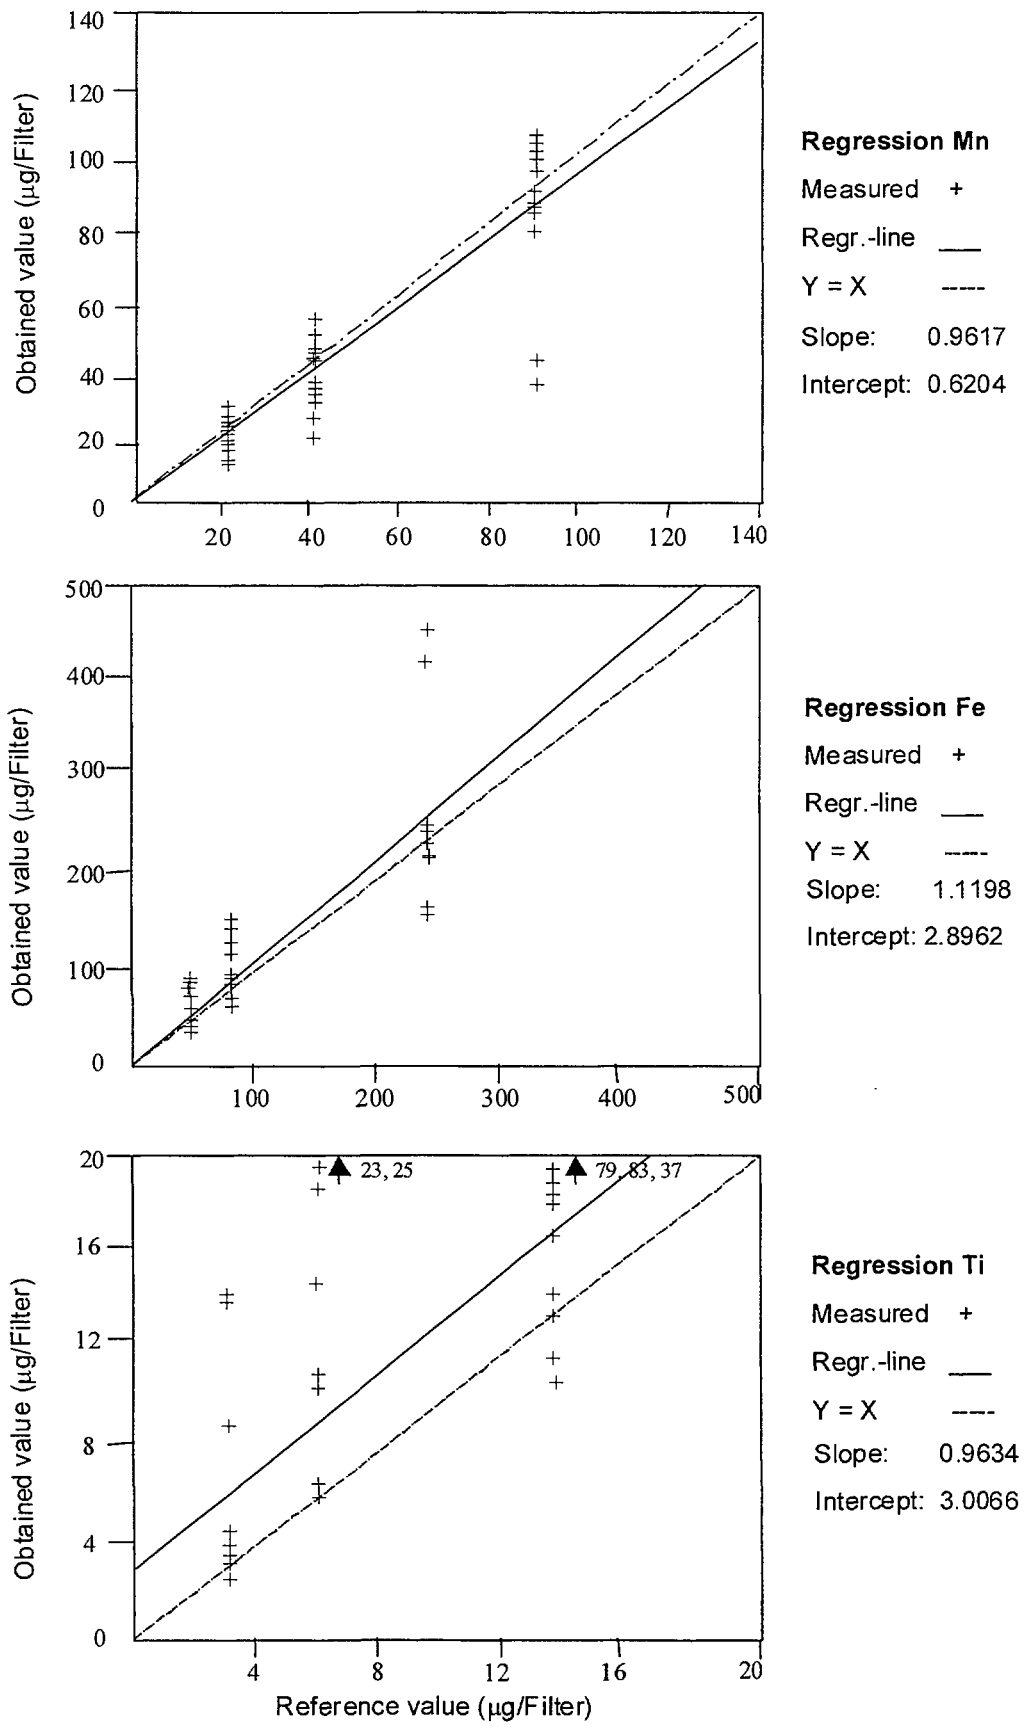 140
120
100
80
60
40
20
0
Obtained value (µg/Filter)
20 40 60 80 100 120 140
Regression Mn
Measured +
Regr.-line ___
Y = X -----
Slope: 0.9617
Intercept: 0.6204
500
400
300
200
100
0
Obtained value (µg/Filter)
100 200 300 400 500
Regression Fe
Measured +
Regr.-line ___
Y = X -----
Slope: 1.1198
Intercept: 2.8962
20
16
12
8
4
0
Obtained value (µg/Filter)
23, 25 79, 83, 37
4 8 12 16 20
Reference value (µg/Filter)
Regression Ti
Measured +
Regr.-line ___
Y = X ----
Slope: 0.9634
Intercept: 3.0066